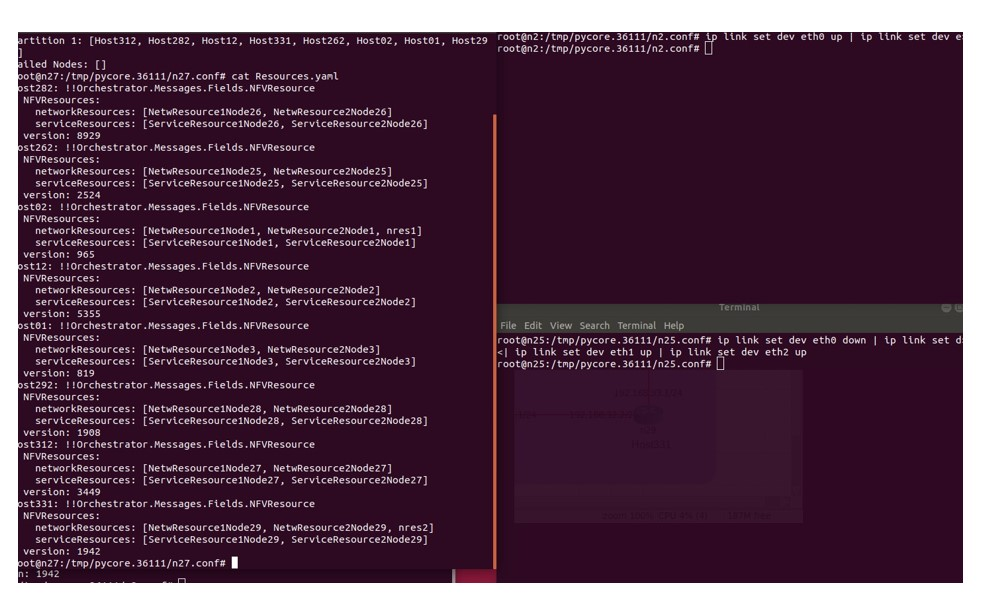 artition 1: [Host312, Host282, Host12, Host331, Host262, Host02, Host01, Host29
]
ailed Nodes: []
oot@n27:/tmp/pycore.36111/n27.conf# cat Resources.yaml
ost282: !!Orchestrator.Messages.Fields.NFVResource
NFVResources:
networkResources: [NetwResource1Node26, NetwResource2Node26]
serviceResources: [ServiceResource1Node26, ServiceResource2Node26]
version: 8929
ost262: !!Orchestrator.Messages.Fields.NFVResource
NFVResources:
networkResources: [NetwResource1Node25, NetwResource2Node25]
serviceResources: [ServiceResource1Node25, ServiceResource2Node25]
version: 2524
ost02: !!Orchestrator.Messages.Fields.NFVResource
NFVResources:
networkResources: [NetwResource1Node1, NetwResource2Node1, nres1]
serviceResources: [ServiceResource1Node1, ServiceResource2Node1]
version: 965
ost12: !!Orchestrator.Messages.Fields.NFVResource
NFVResources:
networkResources: [NetwResource1Node2, NetwResource2Node2]
serviceResources: [ServiceResource1Node2, ServiceResource2Node2]
version: 5355
ost01: !!Orchestrator.Messages.Fields.NFVResource
NFVResources:
networkResources: [NetwResource1Node3, NetwResource2Node3]
serviceResources: [ServiceResource1Node3, ServiceResource2Node3]
version: 819
ost292: !!Orchestrator.Messages.Fields.NFVResource
NFVResources:
networkResources: [NetwResource1Node28, NetwResource2Node28]
serviceResources: [ServiceResource1Node28, ServiceResource2Node28]
version: 1908
ost312: !!Orchestrator.Messages.Fields.NFVResource
NFVResources:
networkResources: [NetwResource1Node27, NetwResource2Node27]
serviceResources: [ServiceResource1Node27, ServiceResource2Node27]
version: 3449
ost331: !!Orchestrator.Messages.Fields.NFVResource
NFVResources:
networkResources: [NetwResource1Node29, NetwResource2Node29, nres2]
serviceResources: [ServiceResource1Node29, ServiceResource2Node29]
version: 1942
oot@n27:/tmp/pycore.36111/n27.conf#
n: 1942
root@n2:/tmp/pycore.36111/n2.conf# ip link set dev eth0 up | ip link set dev
root@n2:/tmp/pycore.36111/n2.conf#
Terminal
File Edit View Search Terminal Help
root@n25:/tmp/pycore.36111/n25.conf# ip link set dev eth0 down | ip link set d
<| ip link set dev eth1 up | ip link set dev eth2 up
root@n25:/tmp/pycore.36111/n25.conf#